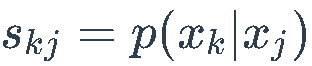 $s_{kj} = p(x_k|x_j)$